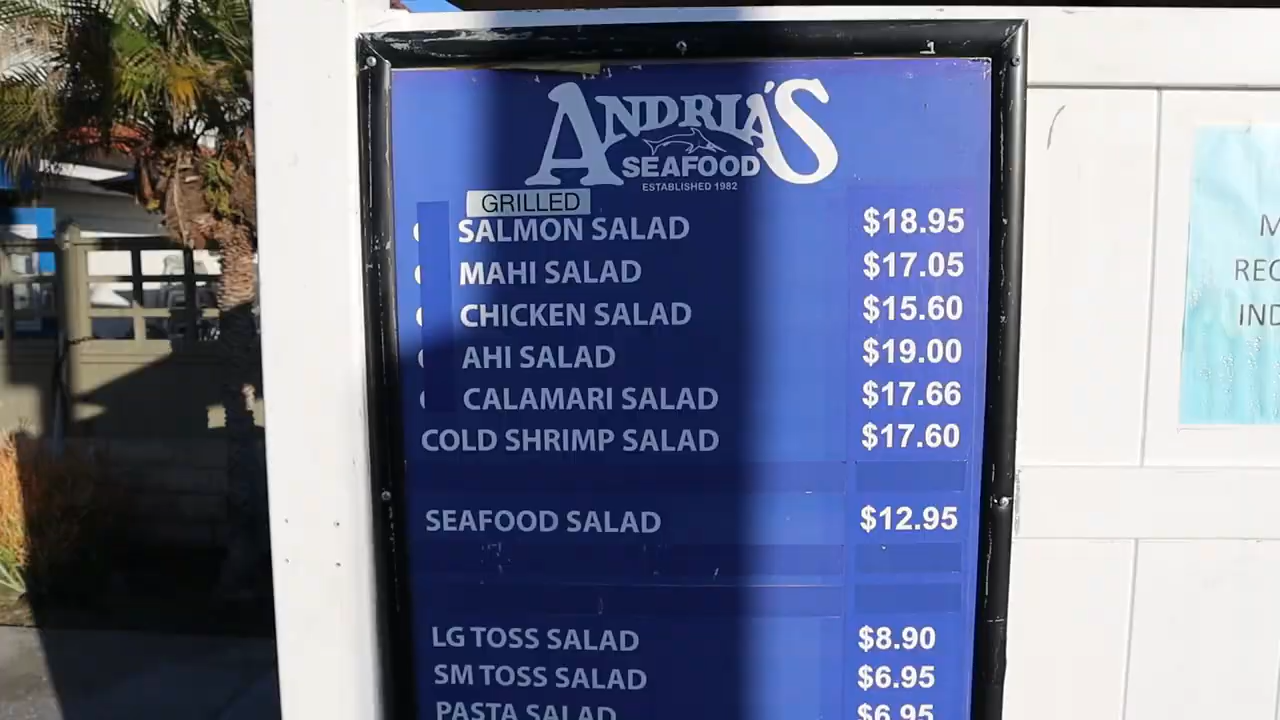 ANDRIA'S
SEAFOOD
ESTABLISHED 1982
GRILLED
SALMON SALAD $18.95
MAHI SALAD $17.05
CHICKEN SALAD $15.60
AHI SALAD $19.00
CALAMARI SALAD $17.66
COLD SHRIMP SALAD $17.60
SEAFOOD SALAD $12.95
LG TOSS SALAD $8.90
SM TOSS SALAD $6.95
PASTA SALAD $6.95